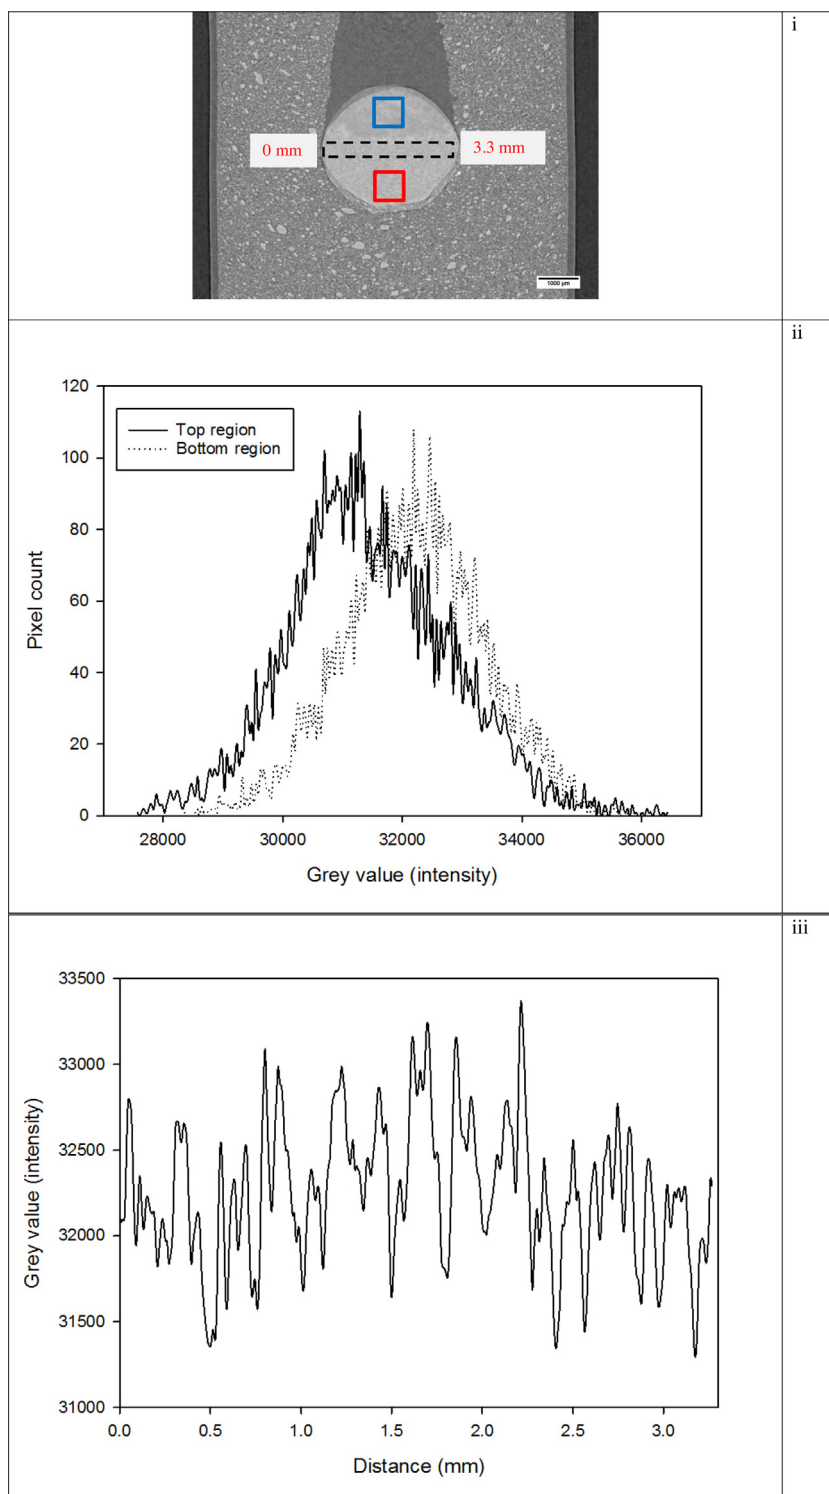 i
0 mm
3.3 mm
1000 µm
ii
120
100
80
60
40
20
0
Pixel count
Top region
Bottom region
28000 30000 32000 34000 36000
Grey value (intensity)
iii
33500
33000
32500
32000
31500
31000
Grey value (intensity)
0.0 0.5 1.0 1.5 2.0 2.5 3.0
Distance (mm)